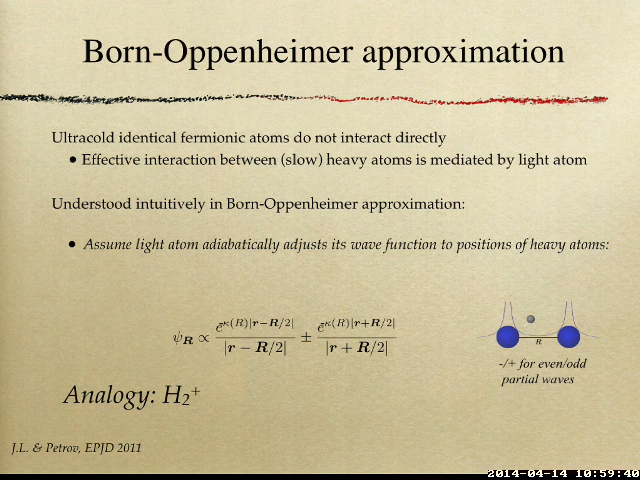 Born-Oppenheimer approximation
Ultracold identical fermionic atoms do not interact directly
• Effective interaction between (slow) heavy atoms is mediated by light atom
Understood intuitively in Born-Oppenheimer approximation:
• Assume light atom adiabatically adjusts its wave function to positions of heavy atoms:
ψ_R ∝ e^{-κ(R)|r−R/2|} / |r − R/2| ± e^{-κ(R)|r+R/2|} / |r + R/2|
R
-/+ for even/odd
partial waves
Analogy: H₂⁺
J.L. & Petrov, EPJD 2011
2014-04-14 10:59:40